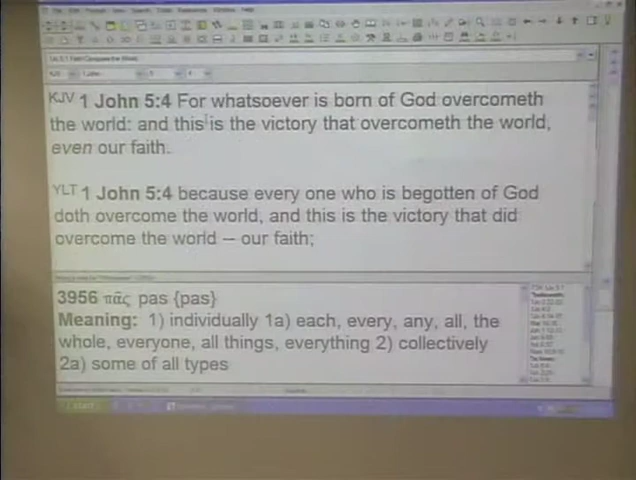 KJV 1 John 5:4 For whatsoever is born of God overcometh
the world: and this is the victory that overcometh the world,
even our faith.
YLT 1 John 5:4 because every one who is begotten of God
doth overcome the world, and this is the victory that did
overcome the world – our faith;
3956 πᾶς pas {pas}
Meaning: 1) individually 1a) each, every, any, all, the
whole, everyone, all things, everything 2) collectively
2a) some of all types
start